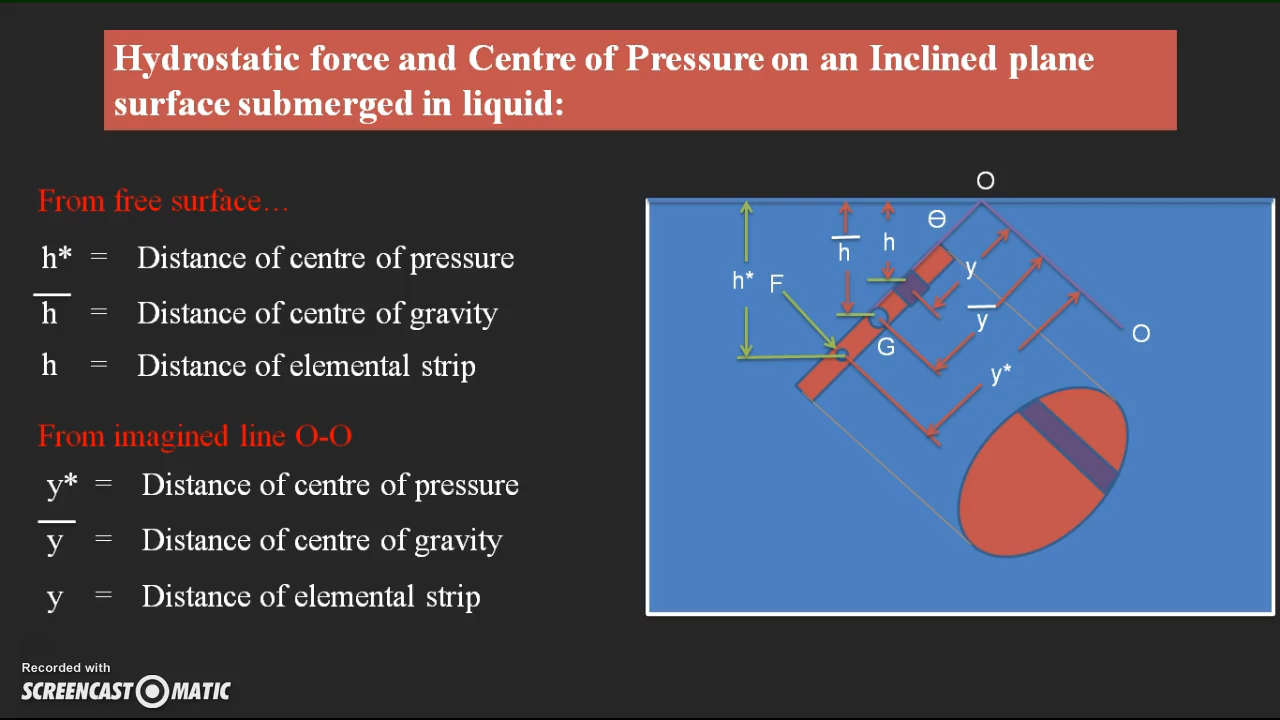 Hydrostatic force and Centre of Pressure on an Inclined plane
surface submerged in liquid:
From free surface...
h* = Distance of centre of pressure
h̅ = Distance of centre of gravity
h = Distance of elemental strip
From imagined line O-O
y* = Distance of centre of pressure
y̅ = Distance of centre of gravity
y = Distance of elemental strip
O
Ɵ
h̅
h
h*
F
y
y̅
G
O
y*
Recorded with
SCREENCAST O MATIC